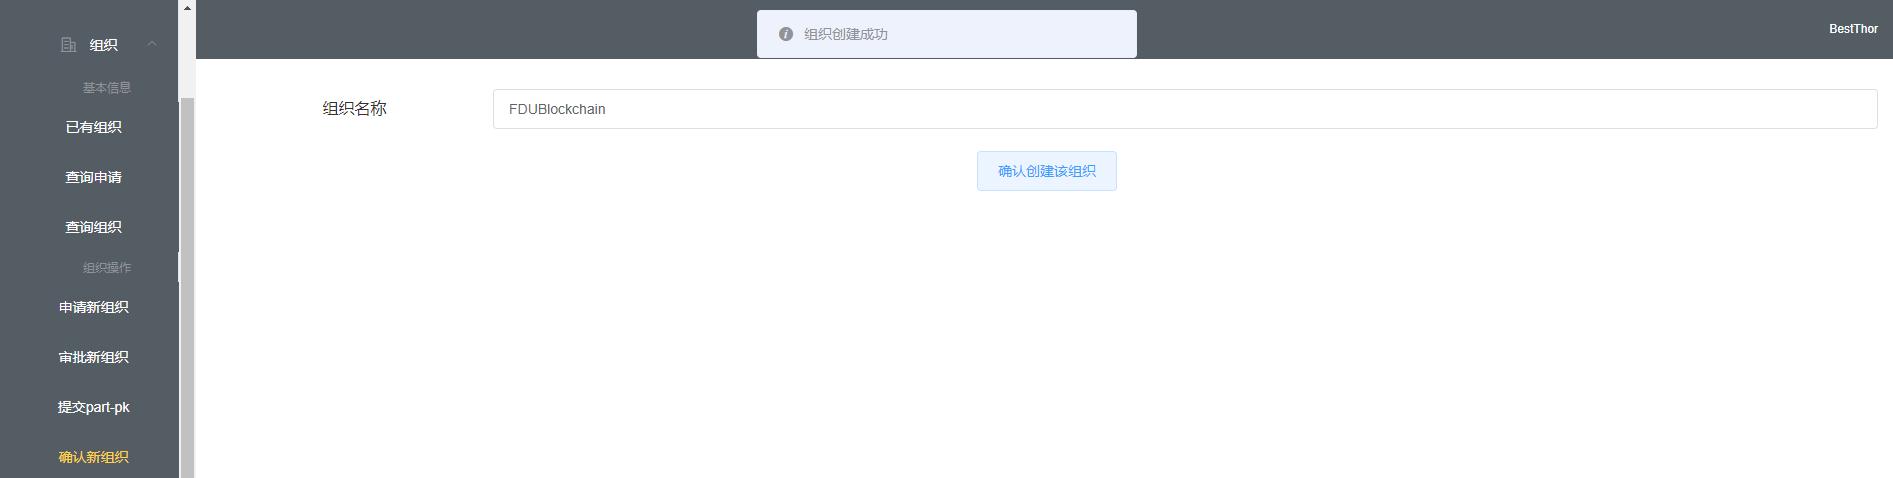 组织
基本信息
已有组织
查询申请
查询组织
组织操作
申请新组织
审批新组织
提交part-pk
确认新组织
组织创建成功
BestThor
组织名称
FDUBlockchain
确认创建该组织